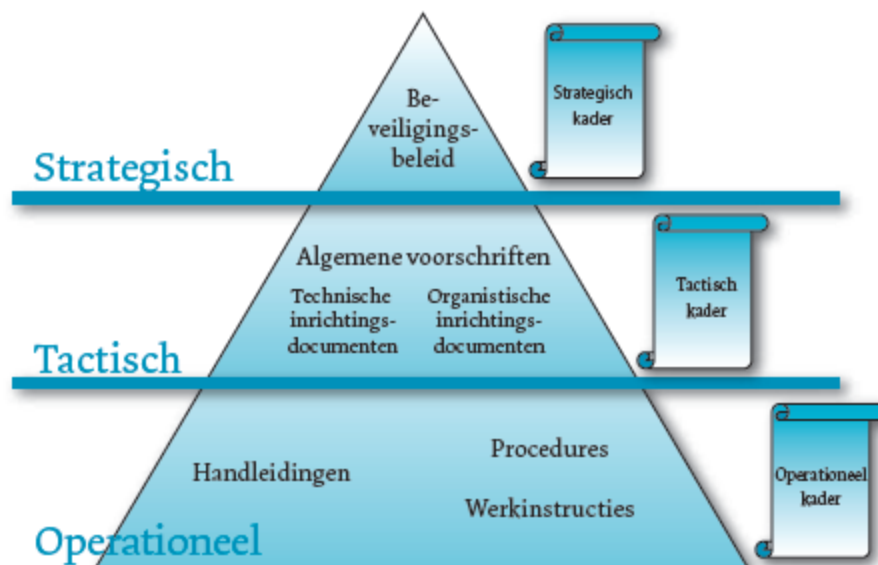 Be-
veiligings-
beleid
Strategisch
kader
Strategisch
Algemene voorschriften
Technische
inrichtings-
documenten
Organistische
inrichtings-
documenten
Tactisch
kader
Tactisch
Handleidingen
Procedures
Werkinstructies
Operationeel
kader
Operationeel